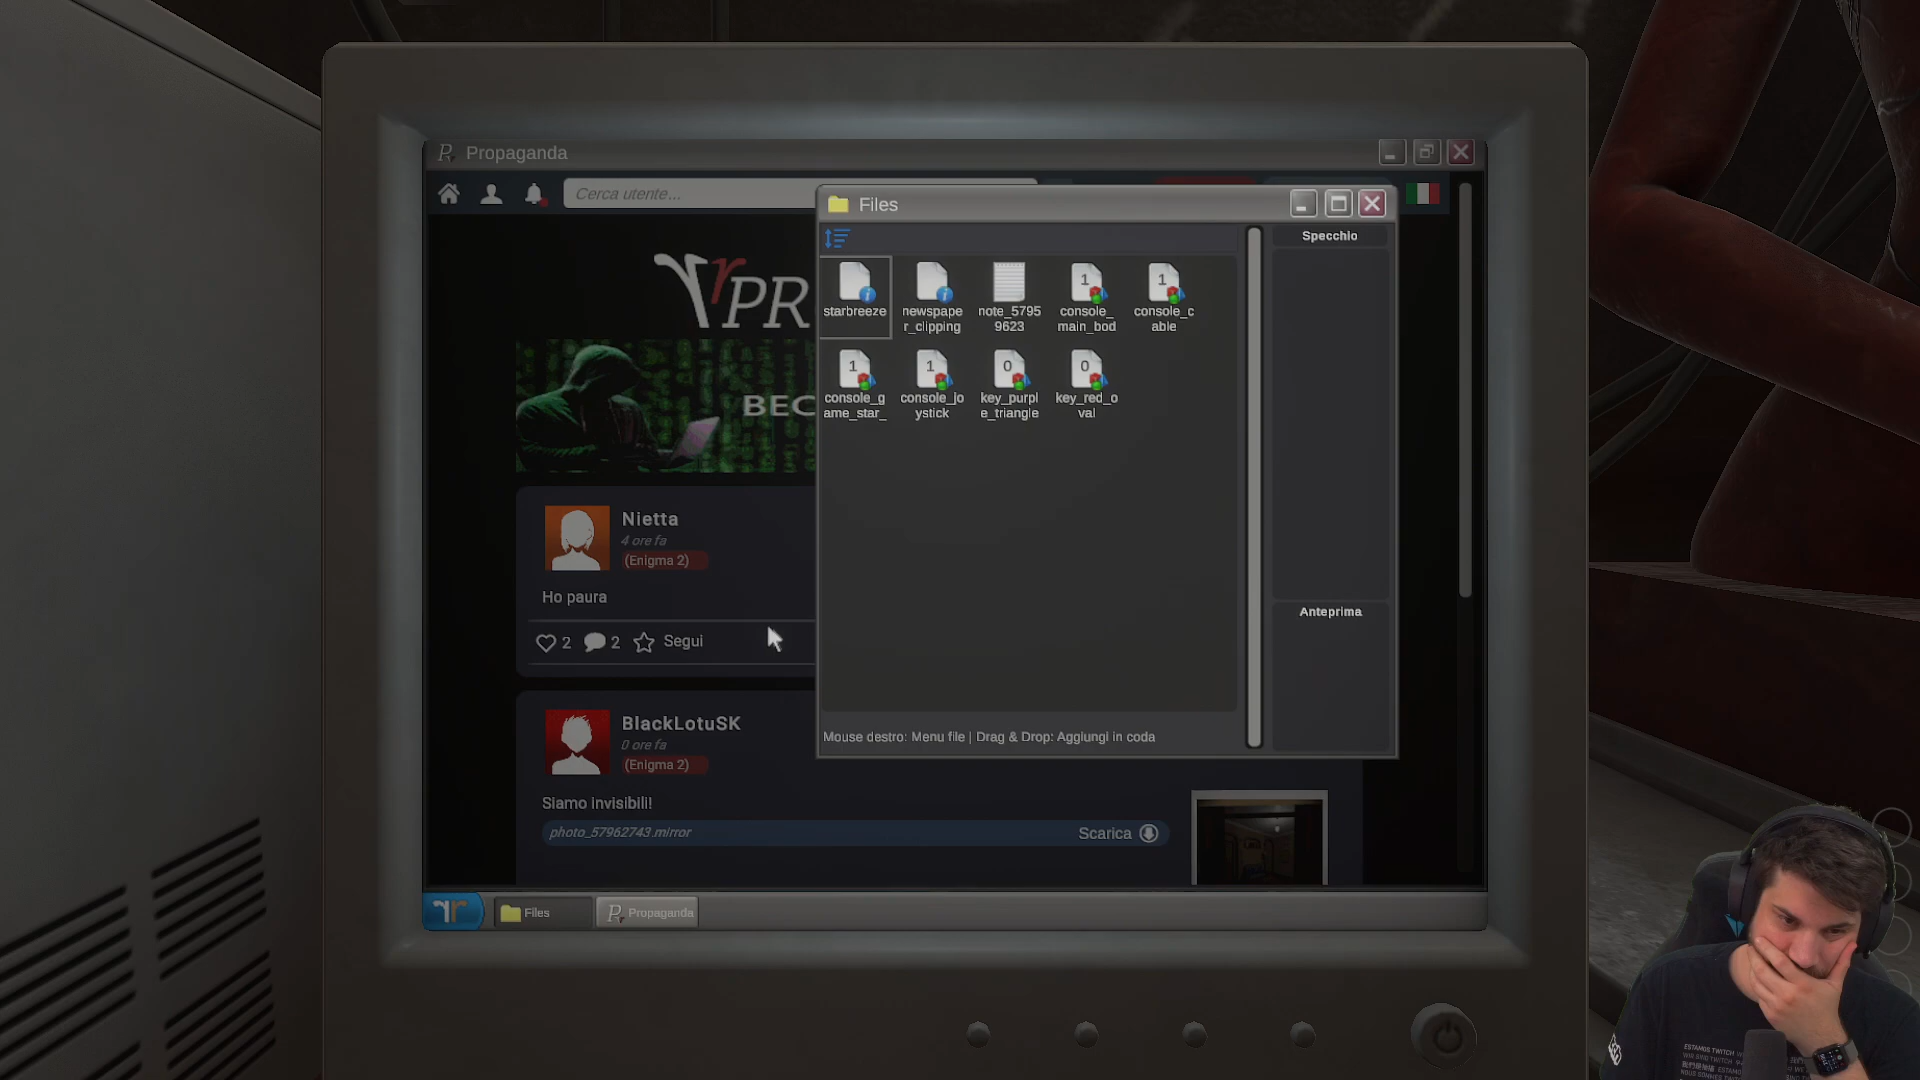 Propaganda
Cerca utente...
PR
BEC
Nietta
4 ore fa
(Enigma 2)
Ho paura
2
2
Segui
BlackLotuSK
0 ore fa
(Enigma 2)
Siamo invisibili!
photo_57962743.mirror
Scarica
Files
Specchio
starbreeze
newspape
r_clipping
note_5795
9623
console_
main_bod
console_c
able
console_g
ame_star_
console_jo
ystick
key_purpl
e_triangle
key_red_o
val
1
1
1
1
0
0
Anteprima
Mouse destro: Menu file | Drag & Drop: Aggiungi in coda
Files
Propaganda
ESTAMOS TWITCH